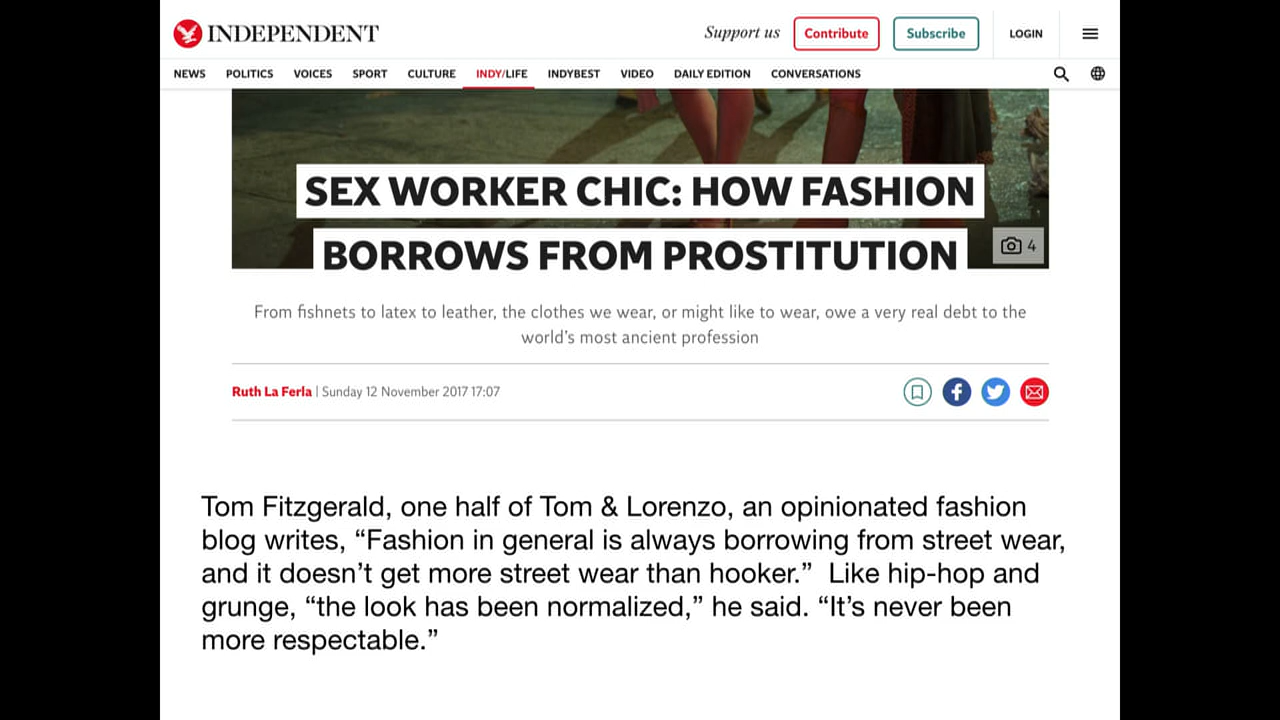 INDEPENDENT
Support us
Contribute
Subscribe
LOGIN
NEWS POLITICS VOICES SPORT CULTURE INDY/LIFE INDYBEST VIDEO DAILY EDITION CONVERSATIONS
SEX WORKER CHIC: HOW FASHION
BORROWS FROM PROSTITUTION
4
From fishnets to latex to leather, the clothes we wear, or might like to wear, owe a very real debt to the
world's most ancient profession
Ruth La Ferla | Sunday 12 November 2017 17:07
Tom Fitzgerald, one half of Tom & Lorenzo, an opinionated fashion
blog writes, “Fashion in general is always borrowing from street wear,
and it doesn’t get more street wear than hooker.”  Like hip-hop and
grunge, “the look has been normalized,” he said. “It’s never been
more respectable.”